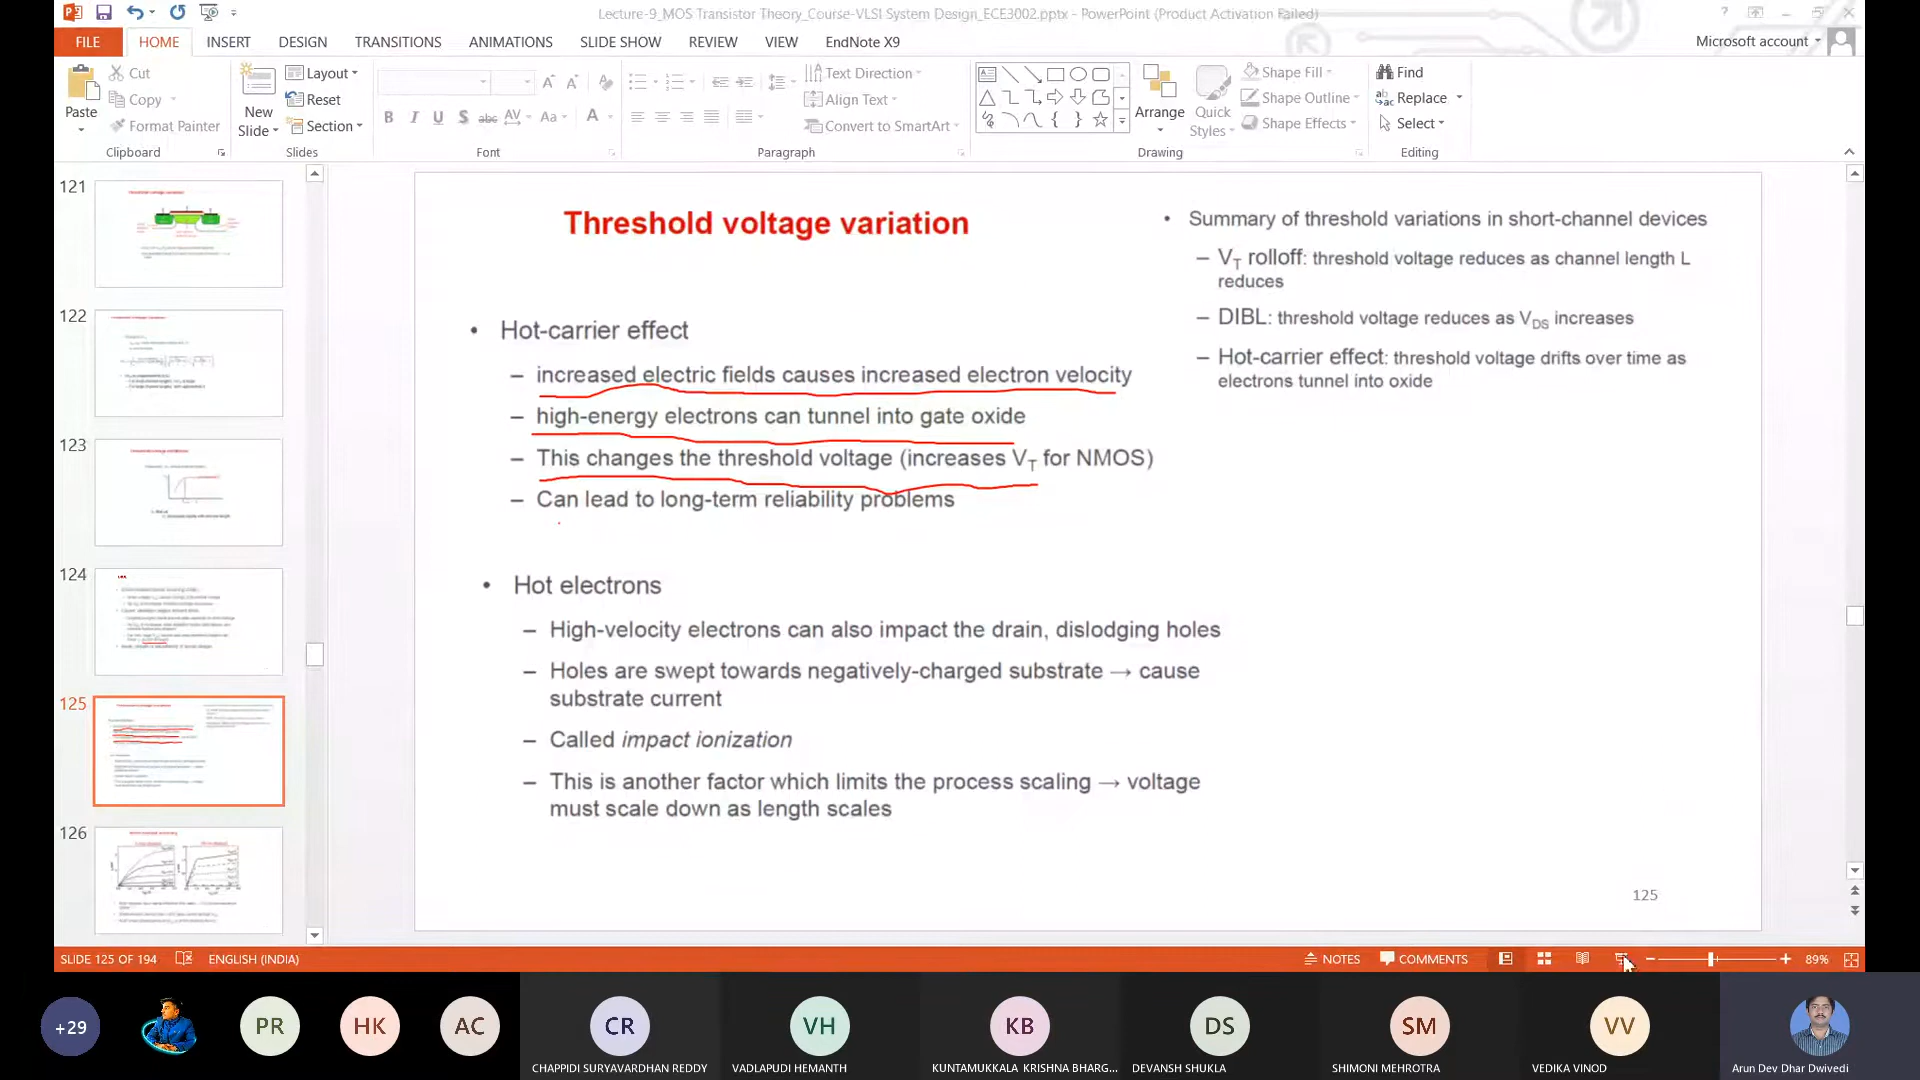 Lecture-9_MOS Transistor Theory_Course-VLSI System Design_ECE3002.pptx - PowerPoint (Product Activation Failed)
FILE HOME INSERT DESIGN TRANSITIONS ANIMATIONS SLIDE SHOW REVIEW VIEW EndNote X9
Microsoft account
Paste
Cut
Copy
Format Painter
Clipboard
New Slide
Layout
Reset
Section
Slides
Font
Text Direction
Align Text
Convert to SmartArt
Paragraph
Arrange
Quick Styles
Shape Fill
Shape Outline
Shape Effects
Drawing
Find
Replace
Select
Editing
121
122
123
124
125
126
Threshold voltage variation
• Hot-carrier effect
– increased electric fields causes increased electron velocity
– high-energy electrons can tunnel into gate oxide
– This changes the threshold voltage (increases VT for NMOS)
– Can lead to long-term reliability problems
• Hot electrons
– High-velocity electrons can also impact the drain, dislodging holes
– Holes are swept towards negatively-charged substrate → cause
substrate current
– Called impact ionization
– This is another factor which limits the process scaling → voltage
must scale down as length scales
• Summary of threshold variations in short-channel devices
– VT rolloff: threshold voltage reduces as channel length L
reduces
– DIBL: threshold voltage reduces as VDS increases
– Hot-carrier effect: threshold voltage drifts over time as
electrons tunnel into oxide
125
SLIDE 125 OF 194 ENGLISH (INDIA) NOTES COMMENTS 89%
+29 PR HK AC CR VH KB DS SM VV
CHAPPIDI SURYAVARDHAN REDDY VADLAPUDI HEMANTH KUNTAMUKKALA KRISHNA BHARG... DEVANSH SHUKLA SHIMONI MEHROTRA VEDIKA VINOD Arun Dev Dhar Dwivedi